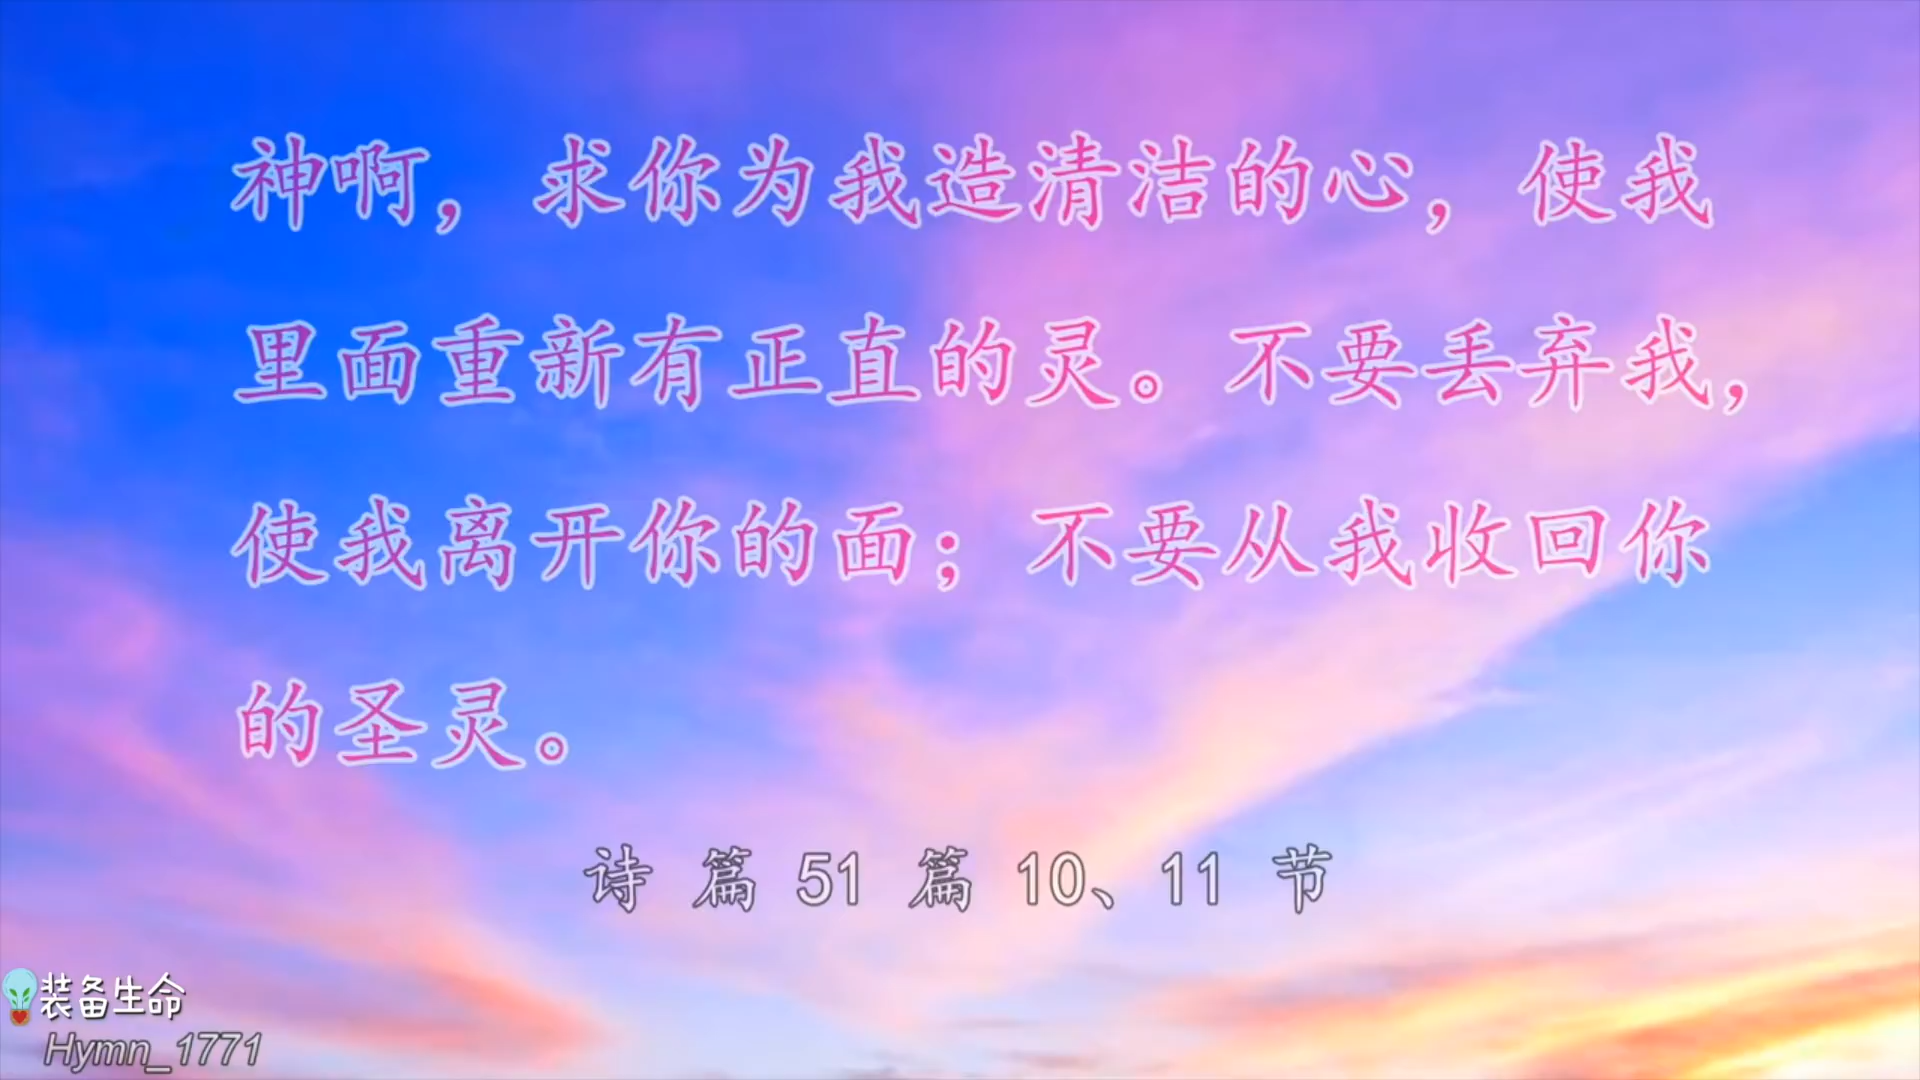 神啊，求你为我造清洁的心，使我
里面重新有正直的灵。不要丢弃我，
使我离开你的面；不要从我收回你
的圣灵。
诗 篇 51 篇 10、11 节
装备生命
Hymn_1771